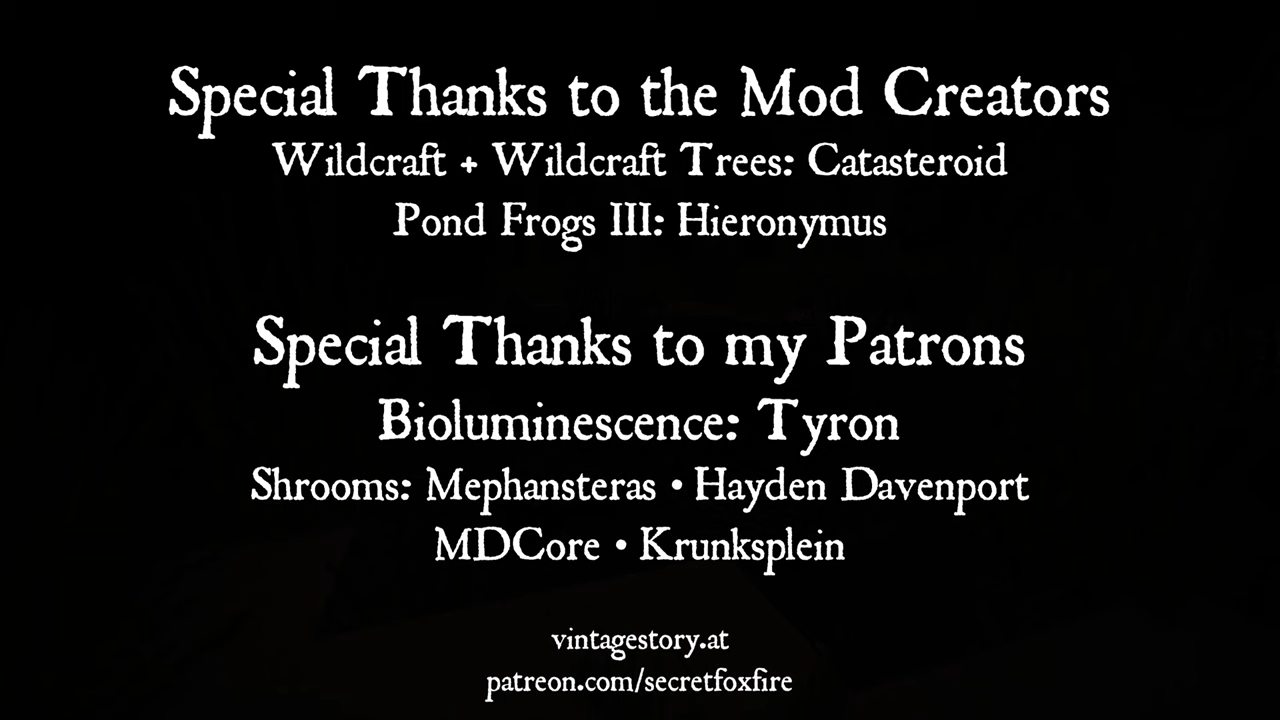 Special Thanks to the Mod Creators
Wildcraft + Wildcraft Trees: Catasteroid
Pond Frogs III: Hieronymus
Special Thanks to my Patrons
Bioluminescence: Tyron
Shrooms: Mephansteras • Hayden Davenport
MDCore • Krunksplein
vintagestory.at
patreon.com/secretfoxfire